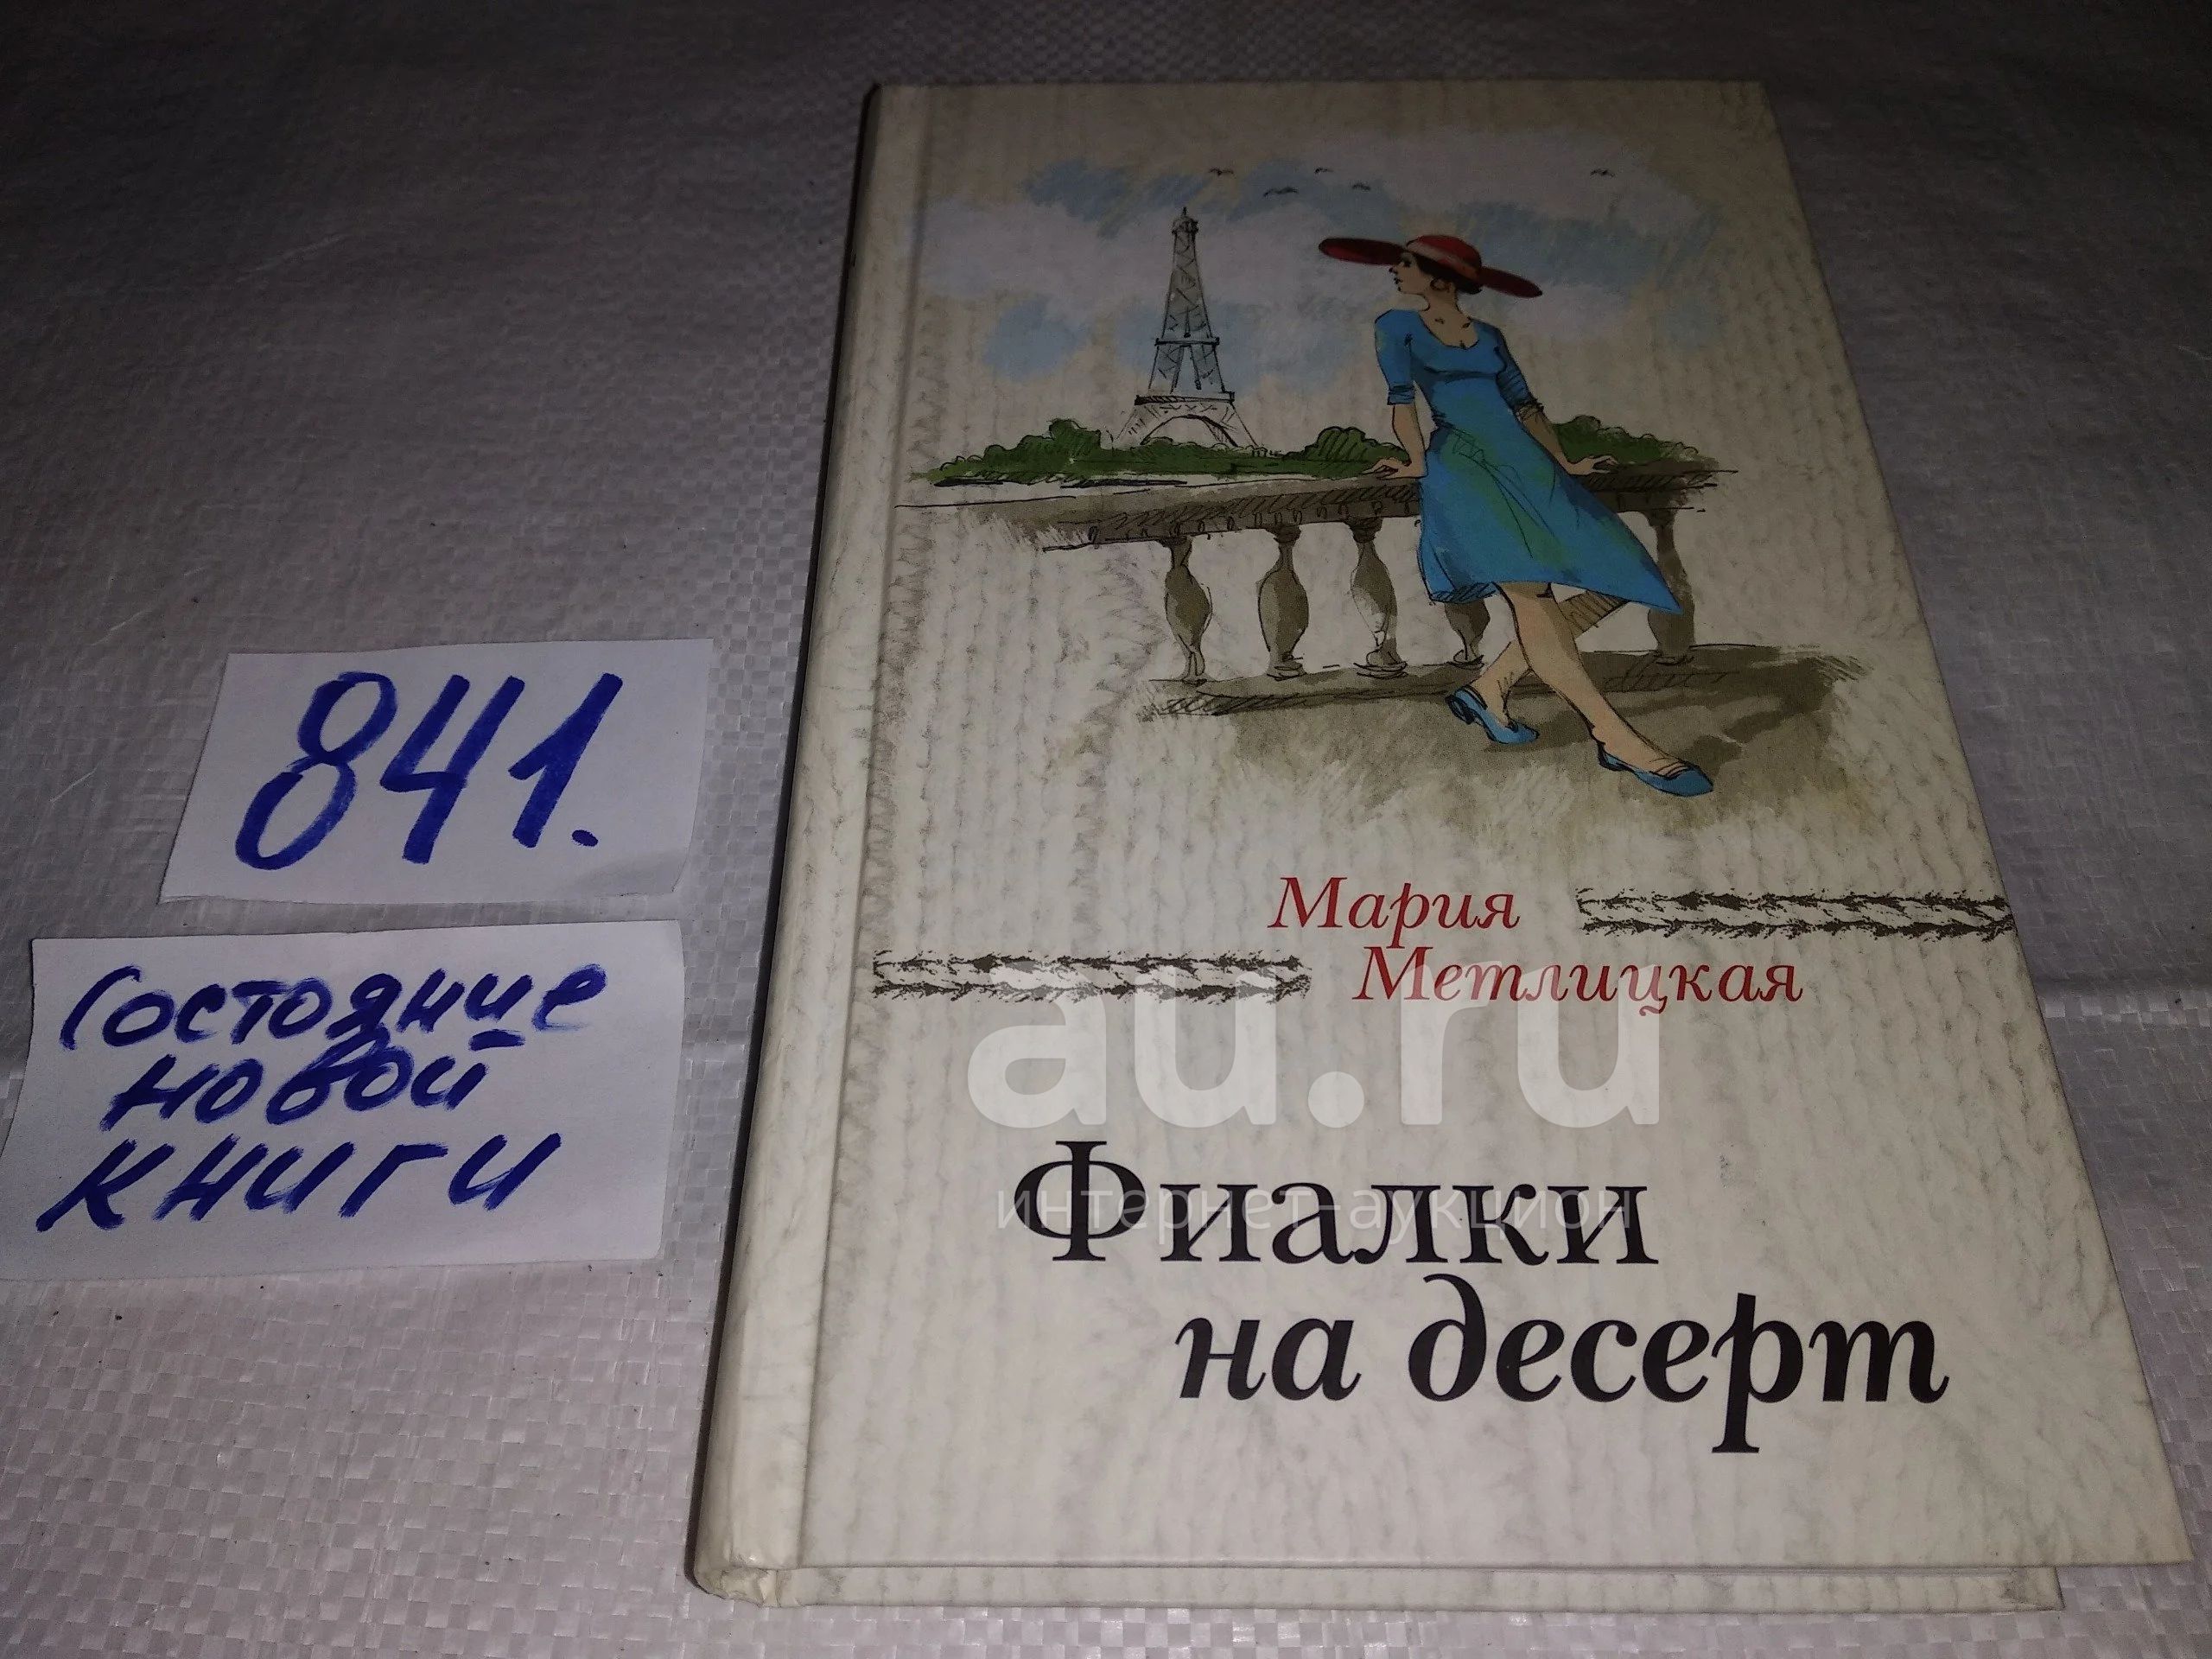 841.
Состояние
новой
книги
Мария
Метлицкая
au.ru
интернет-аукцион
Фиалки
на десерт